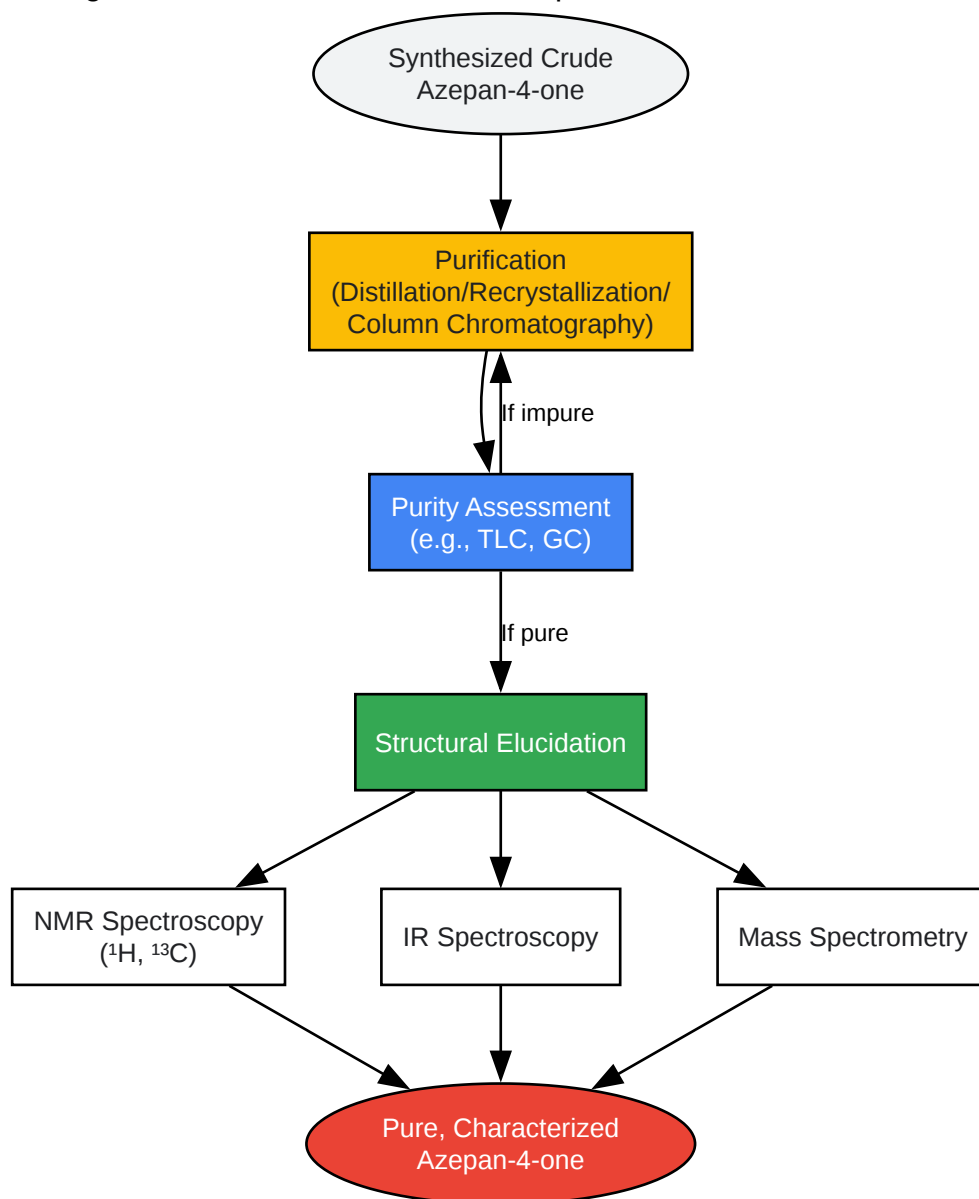 Synthesized Crude
Azepan-4-one
Purification
(Distillation/Recrystallization/
Column Chromatography)
If impure
Purity Assessment
(e.g., TLC, GC)
If pure
Structural Elucidation
NMR Spectroscopy
(¹H, ¹³C)
IR Spectroscopy
Mass Spectrometry
Pure, Characterized
Azepan-4-one